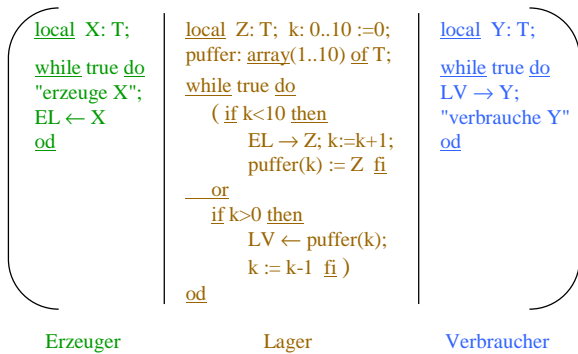 local X: T;
while true do
"erzeuge X";
EL ← X
od
local Z: T; k: 0..10 :=0;
puffer: array(1..10) of T;
while true do
( if k<10 then
EL → Z; k:=k+1;
puffer(k) := Z fi
or
if k>0 then
LV ← puffer(k);
k := k-1 fi )
od
local Y: T;
while true do
LV → Y;
"verbrauche Y"
od
Erzeuger
Lager
Verbraucher